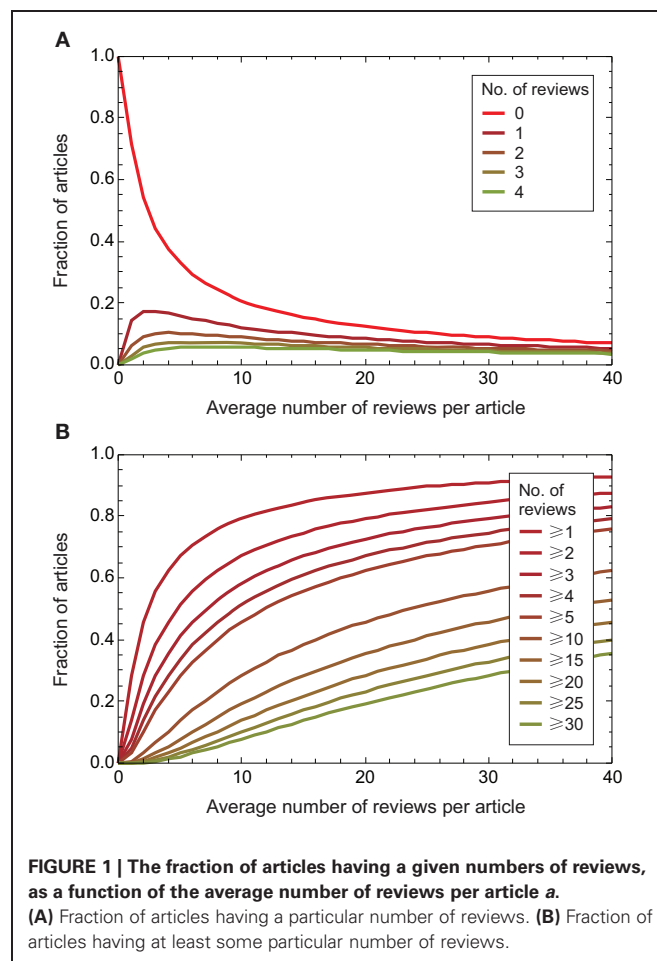 A
1.0
0.8
0.6
0.4
0.2
0.0
Fraction of articles
No. of reviews
0
1
2
3
4
0 10 20 30 40
Average number of reviews per article
B
1.0
0.8
0.6
0.4
0.2
0.0
Fraction of articles
No. of
reviews
⩾1
⩾2
⩾3
⩾4
⩾5
⩾10
⩾15
⩾20
⩾25
⩾30
0 10 20 30 40
Average number of reviews per article
FIGURE 1 | The fraction of articles having a given numbers of reviews,
as a function of the average number of reviews per article a.
(A) Fraction of articles having a particular number of reviews. (B) Fraction of
articles having at least some particular number of reviews.